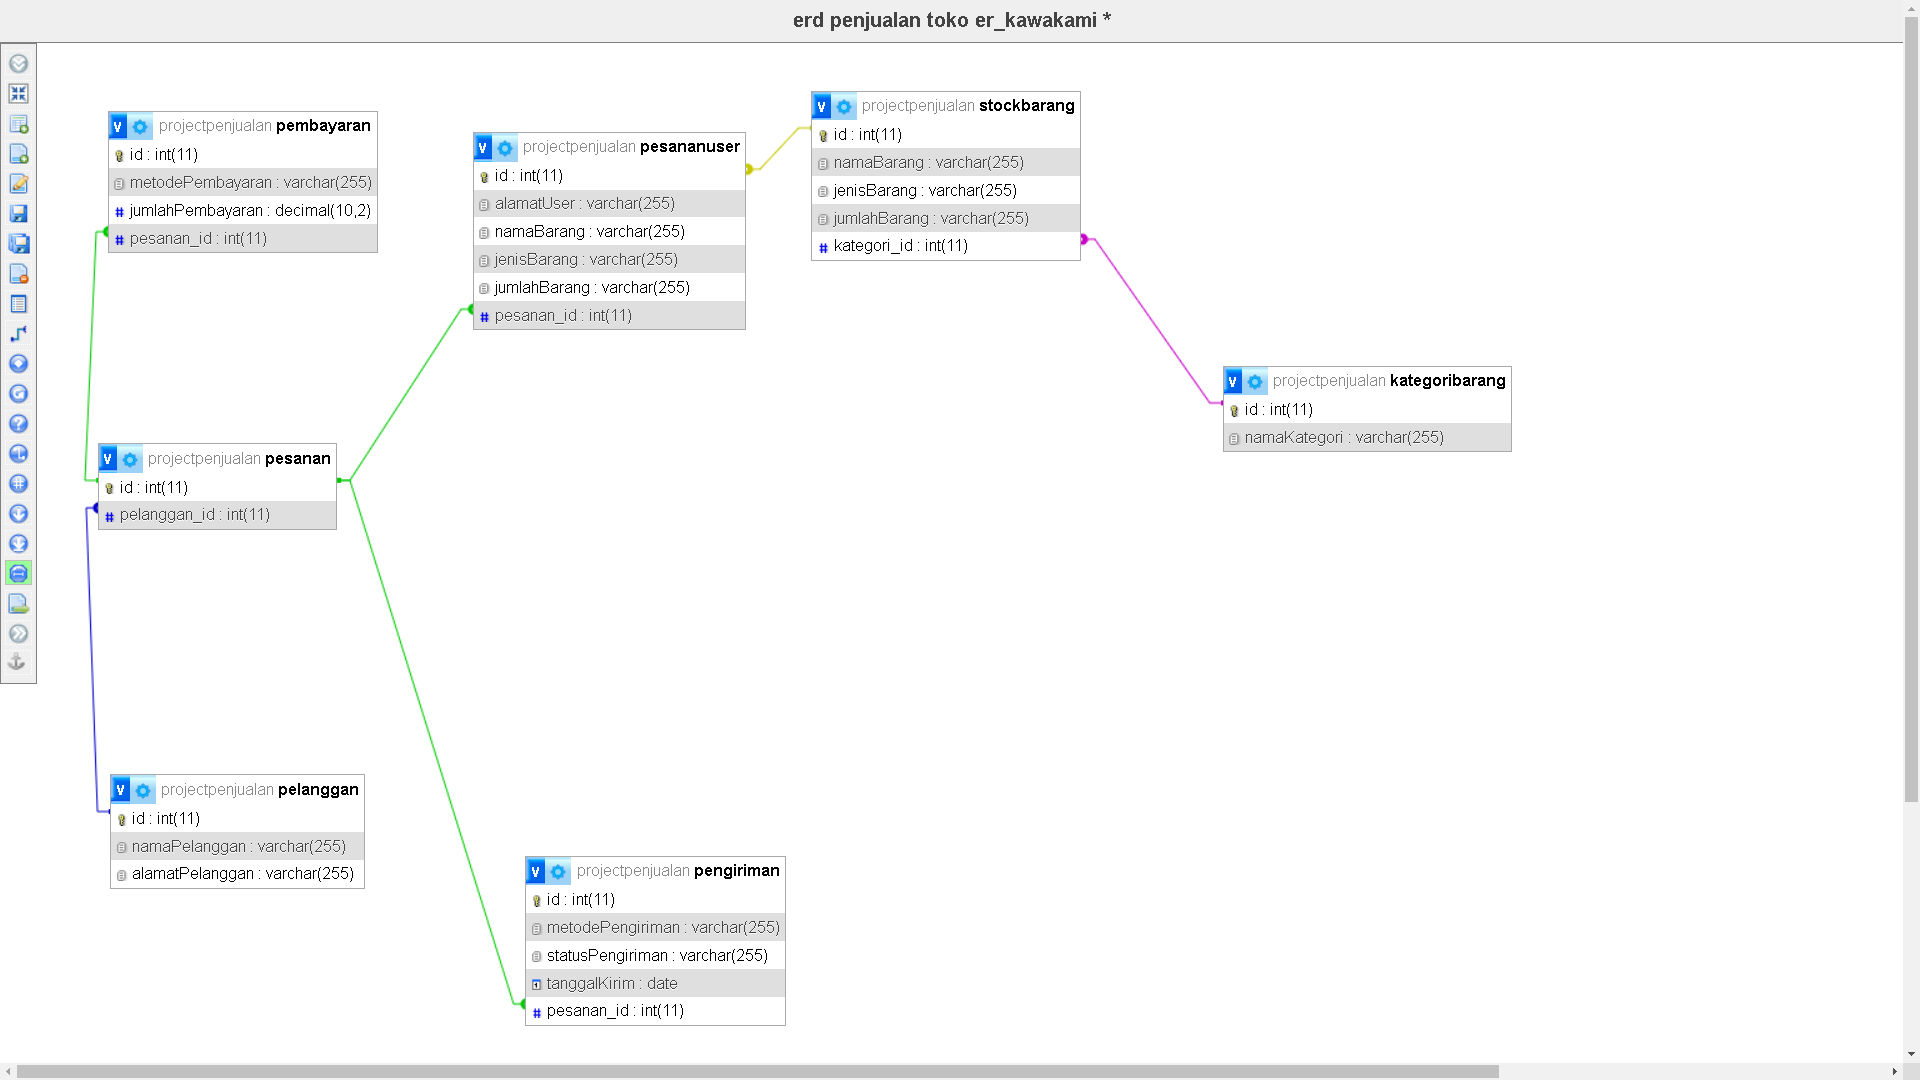 erd penjualan toko er_kawakami *
projectpenjualan pembayaran
id : int(11)
metodePembayaran : varchar(255)
jumlahPembayaran : decimal(10,2)
pesanan_id : int(11)
projectpenjualan pesananuser
id : int(11)
alamatUser : varchar(255)
namaBarang : varchar(255)
jenisBarang : varchar(255)
jumlahBarang : varchar(255)
pesanan_id : int(11)
projectpenjualan stockbarang
id : int(11)
namaBarang : varchar(255)
jenisBarang : varchar(255)
jumlahBarang : varchar(255)
kategori_id : int(11)
projectpenjualan kategoribarang
id : int(11)
namaKategori : varchar(255)
projectpenjualan pesanan
id : int(11)
pelanggan_id : int(11)
projectpenjualan pelanggan
id : int(11)
namaPelanggan : varchar(255)
alamatPelanggan : varchar(255)
projectpenjualan pengiriman
id : int(11)
metodePengiriman : varchar(255)
statusPengiriman : varchar(255)
tanggalKirim : date
pesanan_id : int(11)